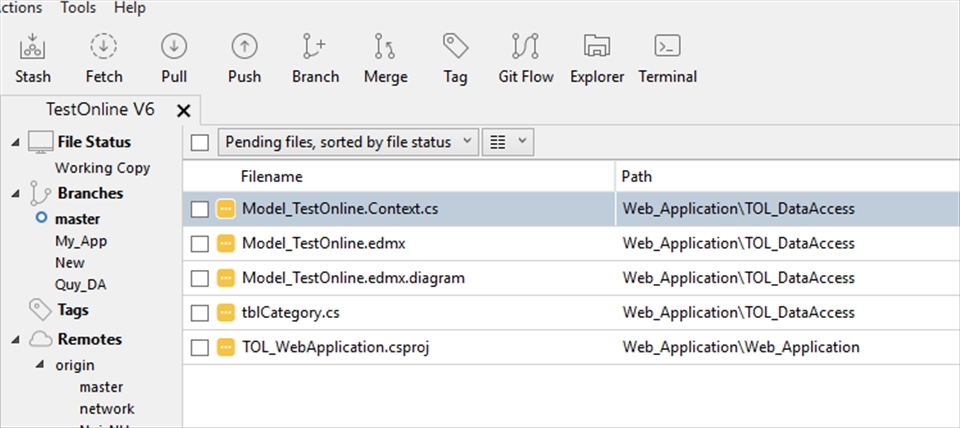 ctions Tools Help
Stash Fetch Pull Push Branch Merge Tag Git Flow Explorer Terminal
TestOnline V6
File Status
Working Copy
Branches
master
My_App
New
Quy_DA
Tags
Remotes
origin
master
network
Pending files, sorted by file status
Filename Path
Model_TestOnline.Context.cs Web_Application\TOL_DataAccess
Model_TestOnline.edmx Web_Application\TOL_DataAccess
Model_TestOnline.edmx.diagram Web_Application\TOL_DataAccess
tblCategory.cs Web_Application\TOL_DataAccess
TOL_WebApplication.csproj Web_Application\Web_Application